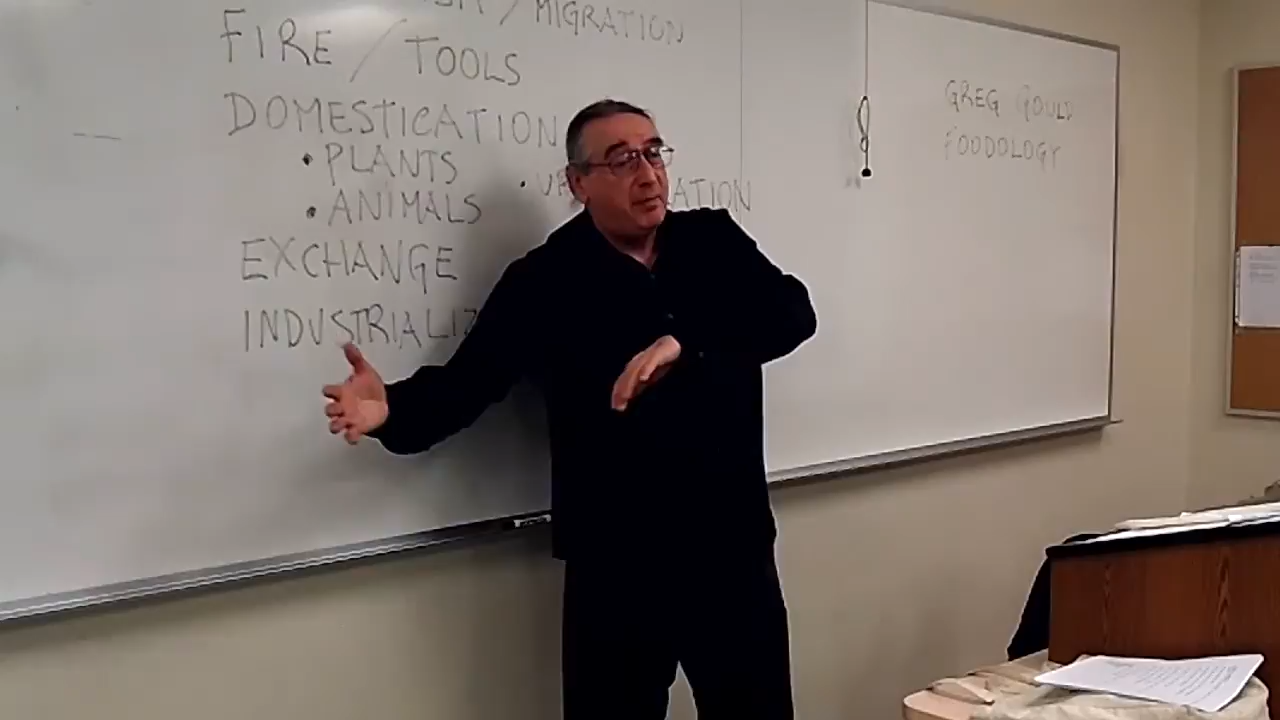 / MIGRATION
FIRE / TOOLS
DOMESTICATION
• PLANTS
• ANIMALS
EXCHANGE
GREG GOULD
FOODOLOGY